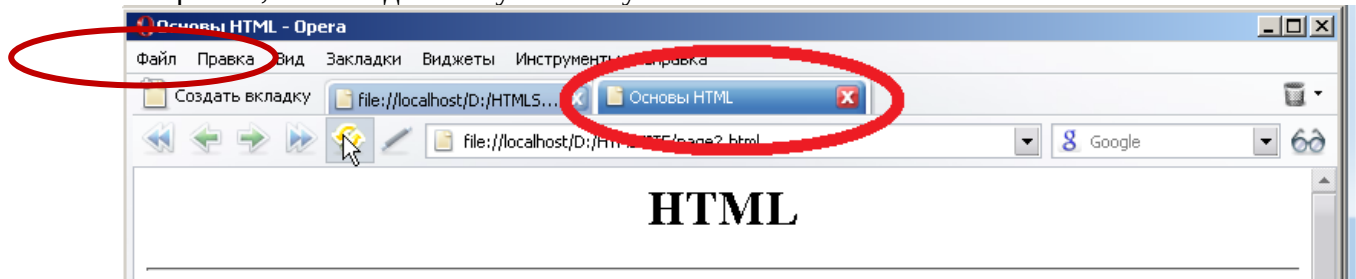 Основы HTML - Opera
Файл Правка Вид Закладки Виджеты Инструменты Справка
Создать вкладку file://localhost/D:/HTMLS... Основы HTML
file://localhost/D:/HTMLSITE/page2.html Google
HTML